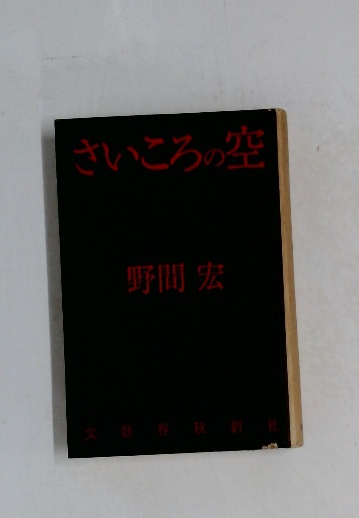 さいころの空
野間 宏
文藝春秋新社